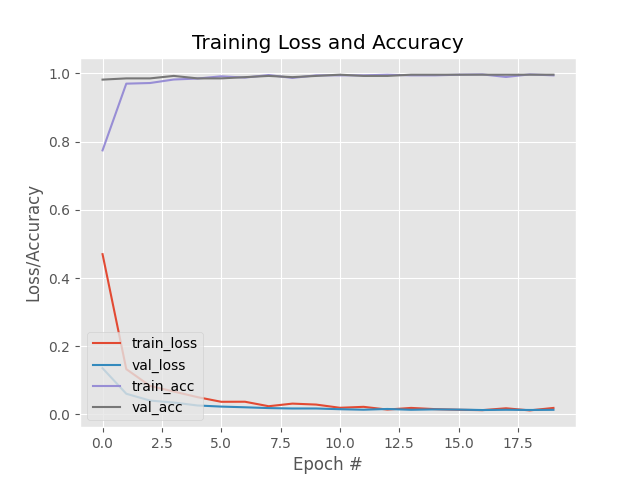 Training Loss and Accuracy
Loss/Accuracy
1.0
0.8
0.6
0.4
0.2
0.0
train_loss
val_loss
train_acc
val_acc
0.0 2.5 5.0 7.5 10.0 12.5 15.0 17.5
Epoch #